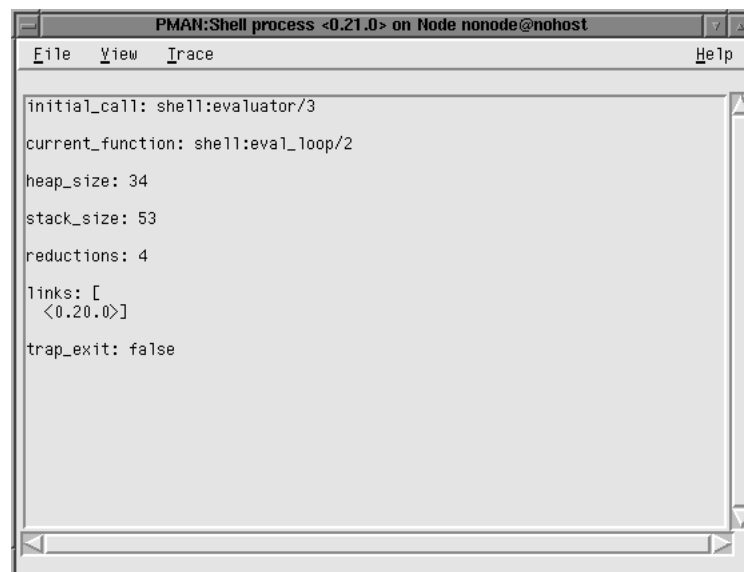 PMAN:Shell process <0.21.0> on Node nonode@nohost
File View Trace Help
initial_call: shell:evaluator/3
current_function: shell:eval_loop/2
heap_size: 34
stack_size: 53
reductions: 4
links: [
<0.20.0>]
trap_exit: false